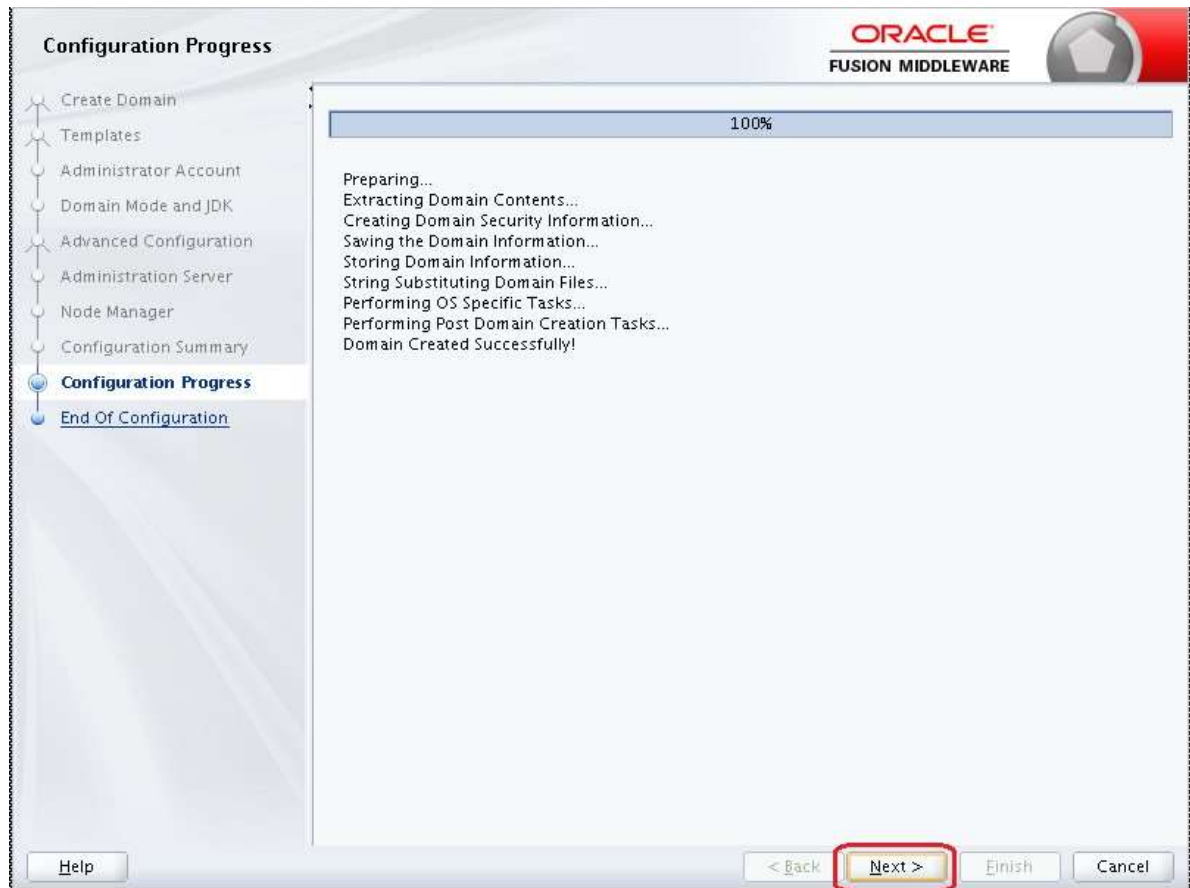 Configuration Progress
ORACLE
FUSION MIDDLEWARE
Create Domain
Templates
Administrator Account
Domain Mode and JDK
Advanced Configuration
Administration Server
Node Manager
Configuration Summary
Configuration Progress
End Of Configuration
100%
Preparing...
Extracting Domain Contents...
Creating Domain Security Information...
Saving the Domain Information...
Storing Domain Information...
String Substituting Domain Files...
Performing OS Specific Tasks...
Performing Post Domain Creation Tasks...
Domain Created Successfully!
Help
< Back
Next >
Finish
Cancel